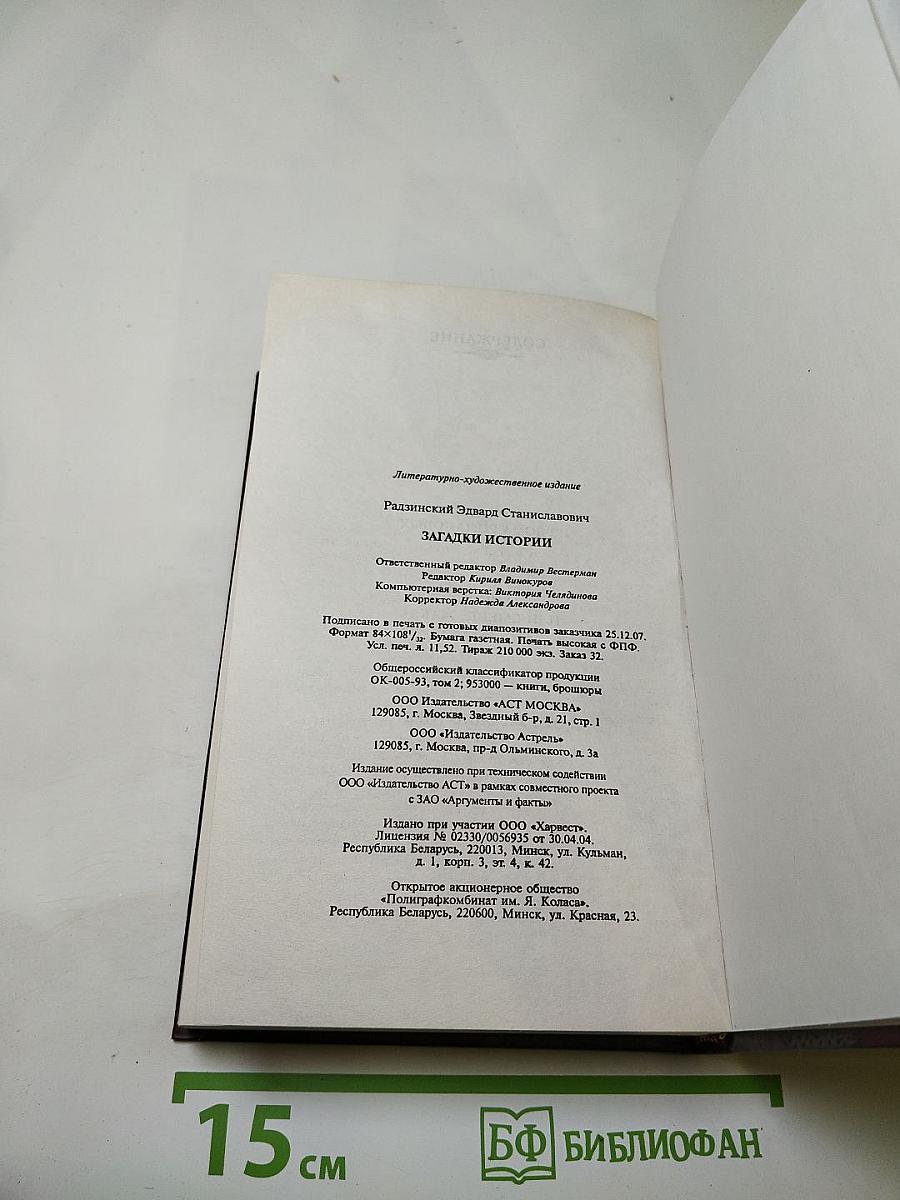 СОДЕРЖАНИЕ
Литературно-художественное издание
Радзинский Эдвард Станиславович
ЗАГАДКИ ИСТОРИИ
Ответственный редактор Владимир Вестерман
Редактор Кирилл Винокуров
Компьютерная верстка: Виктория Челядинова
Корректор Надежда Александрова
Подписано в печать с готовых диапозитивов заказчика 25.12.07.
Формат 84×108 1/32. Бумага газетная. Печать высокая с ФПФ.
Усл. печ. л. 11,52. Тираж 210 000 экз. Заказ 32.
Общероссийский классификатор продукции
ОК-005-93, том 2; 953000 — книги, брошюры
ООО Издательство «АСТ МОСКВА»
129085, г. Москва, Звездный б-р, д. 21, стр. 1
ООО «Издательство Астрель»
129085, г. Москва, пр-д Ольминского, д. 3а
Издание осуществлено при техническом содействии
ООО «Издательство АСТ» в рамках совместного проекта
с ЗАО «Аргументы и факты»
Издано при участии ООО «Харвест».
Лицензия № 02330/0056935 от 30.04.04.
Республика Беларусь, 220013, Минск, ул. Кульман,
д. 1, корп. 3, эт. 4, к. 42.
Открытое акционерное общество
«Полиграфкомбинат им. Я. Коласа».
Республика Беларусь, 220600, Минск, ул. Красная, 23.
15 см
БФ БИБЛИОФАН